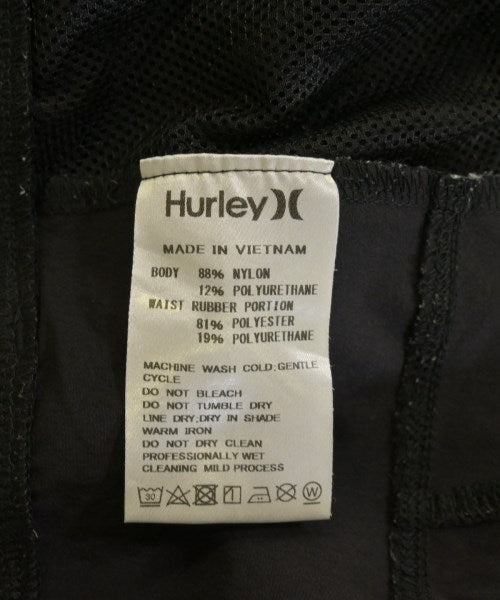 Hurley
MADE IN VIETNAM
BODY 88% NYLON
12% POLYURETHANE
WAIST RUBBER PORTION
81% POLYESTER
19% POLYURETHANE
MACHINE WASH COLD;GENTLE
CYCLE
DO NOT BLEACH
DO NOT TUMBLE DRY
LINE DRY;DRY IN SHADE
WARM IRON
DO NOT DRY CLEAN
PROFESSIONALLY WET
CLEANING MILD PROCESS
30 W